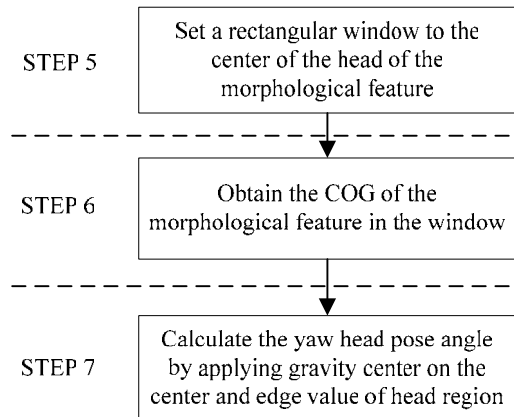 STEP 5
Set a rectangular window to the
center of the head of the
morphological feature
STEP 6
Obtain the COG of the
morphological feature in the window
STEP 7
Calculate the yaw head pose angle
by applying gravity center on the
center and edge value of head region